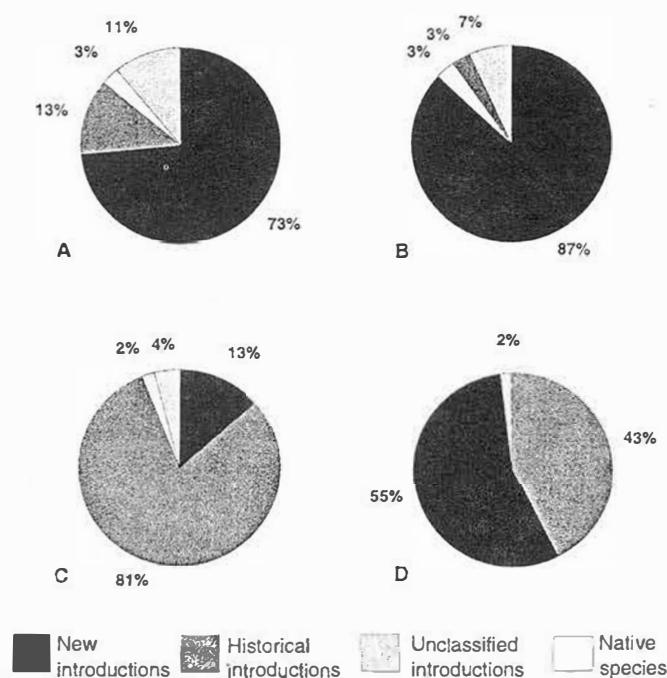 11%
3%
13%
73%
A
7%
3%
3%
87%
B
2% 4% 13%
81%
C
2%
43%
55%
D
New introductions
Historical introductions
Unclassified introductions
Native species